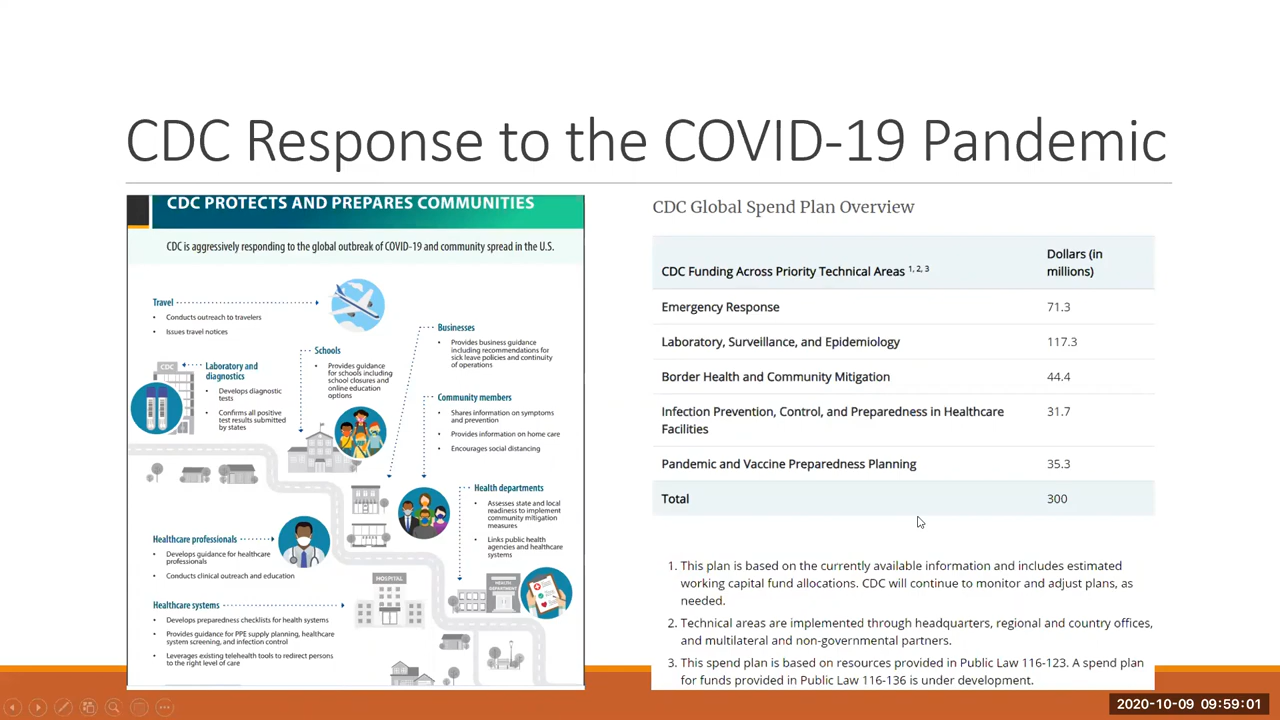 CDC Response to the COVID-19 Pandemic
CDC PROTECTS AND PREPARES COMMUNITIES
CDC is aggressively responding to the global outbreak of COVID-19 and community spread in the U.S.
Travel
• Conducts outreach to travelers
• Issues travel notices
CDC
Laboratory and
diagnostics
• Develops diagnostic
tests
• Confirms all positive
test results submitted
by states
Schools
• Provides guidance
for schools including
school closures and
online education
options
Businesses
• Provides business guidance
including recommendations for
sick leave policies and continuity
of operations
Community members
• Shares information on symptoms
and prevention
• Provides information on home care
• Encourages social distancing
Health departments
• Assesses state and local
readiness to implement
community mitigation
measures
• Links public health
agencies and healthcare
systems
HEALTH
DEPARTMENT
Healthcare professionals
• Develops guidance for healthcare
professionals
• Conducts clinical outreach and education
HOSPITAL
Healthcare systems
• Develops preparedness checklists for health systems
• Provides guidance for PPE supply planning, healthcare
system screening, and infection control
• Leverages existing telehealth tools to redirect persons
to the right level of care
CDC Global Spend Plan Overview
CDC Funding Across Priority Technical Areas 1, 2, 3
Dollars (in
millions)
Emergency Response 71.3
Laboratory, Surveillance, and Epidemiology 117.3
Border Health and Community Mitigation 44.4
Infection Prevention, Control, and Preparedness in Healthcare
Facilities
31.7
Pandemic and Vaccine Preparedness Planning 35.3
Total 300
1. This plan is based on the currently available information and includes estimated
working capital fund allocations. CDC will continue to monitor and adjust plans, as
needed.
2. Technical areas are implemented through headquarters, regional and country offices,
and multilateral and non-governmental partners.
3. This spend plan is based on resources provided in Public Law 116-123. A spend plan
for funds provided in Public Law 116-136 is under development.
2020-10-09 09:59:01